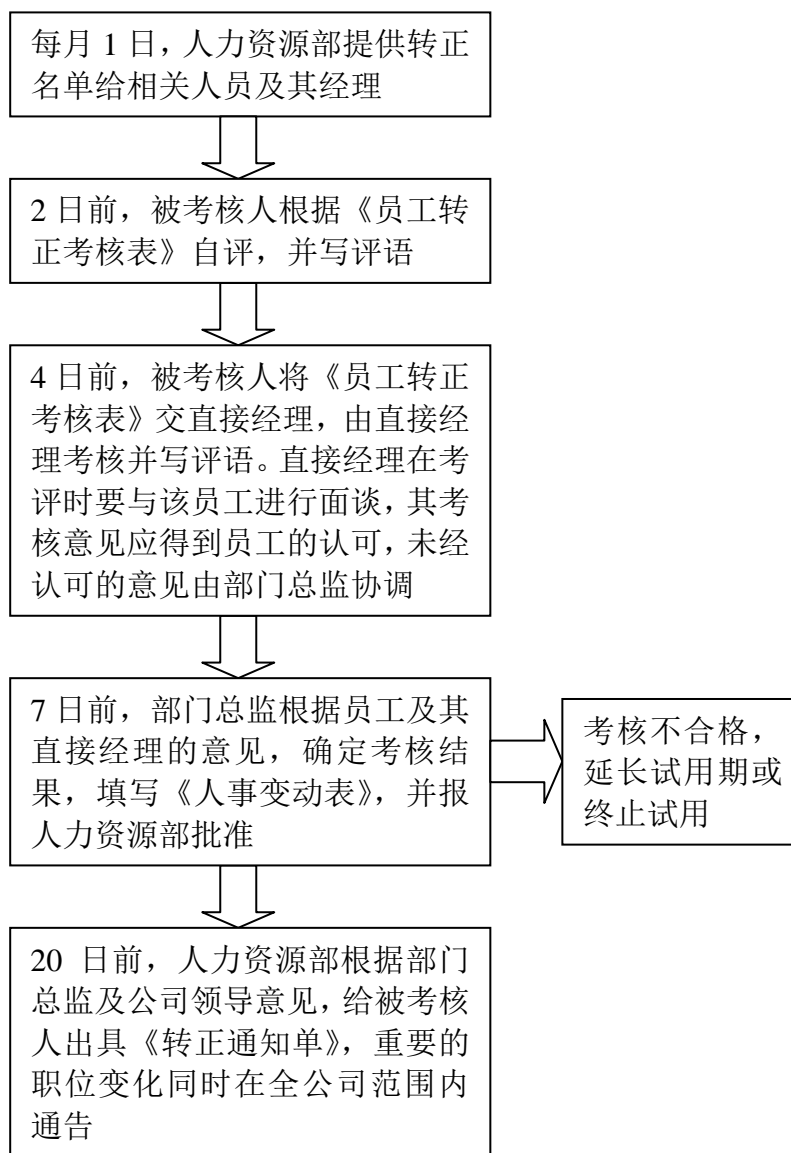 每月 1 日，人力资源部提供转正
名单给相关人员及其经理
2 日前，被考核人根据《员工转
正考核表》自评，并写评语
4 日前，被考核人将《员工转正
考核表》交直接经理，由直接经
理考核并写评语。直接经理在考
评时要与该员工进行面谈，其考
核意见应得到员工的认可，未经
认可的意见由部门总监协调
7 日前，部门总监根据员工及其
直接经理的意见，确定考核结
果，填写《人事变动表》，并报
人力资源部批准
考核不合格，
延长试用期或
终止试用
20 日前，人力资源部根据部门
总监及公司领导意见，给被考核
人出具《转正通知单》，重要的
职位变化同时在全公司范围内
通告